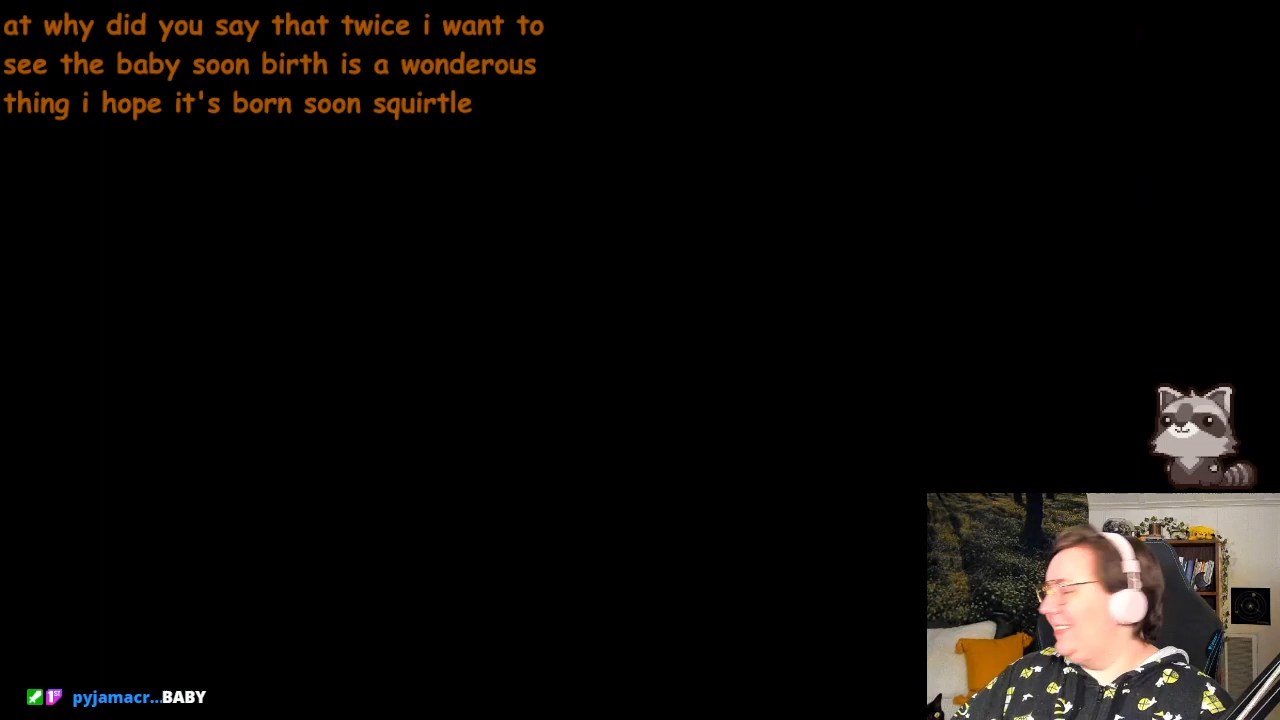 at why did you say that twice i want to
see the baby soon birth is a wonderous
thing i hope it's born soon squirtle
1ST
pyjamacr...BABY